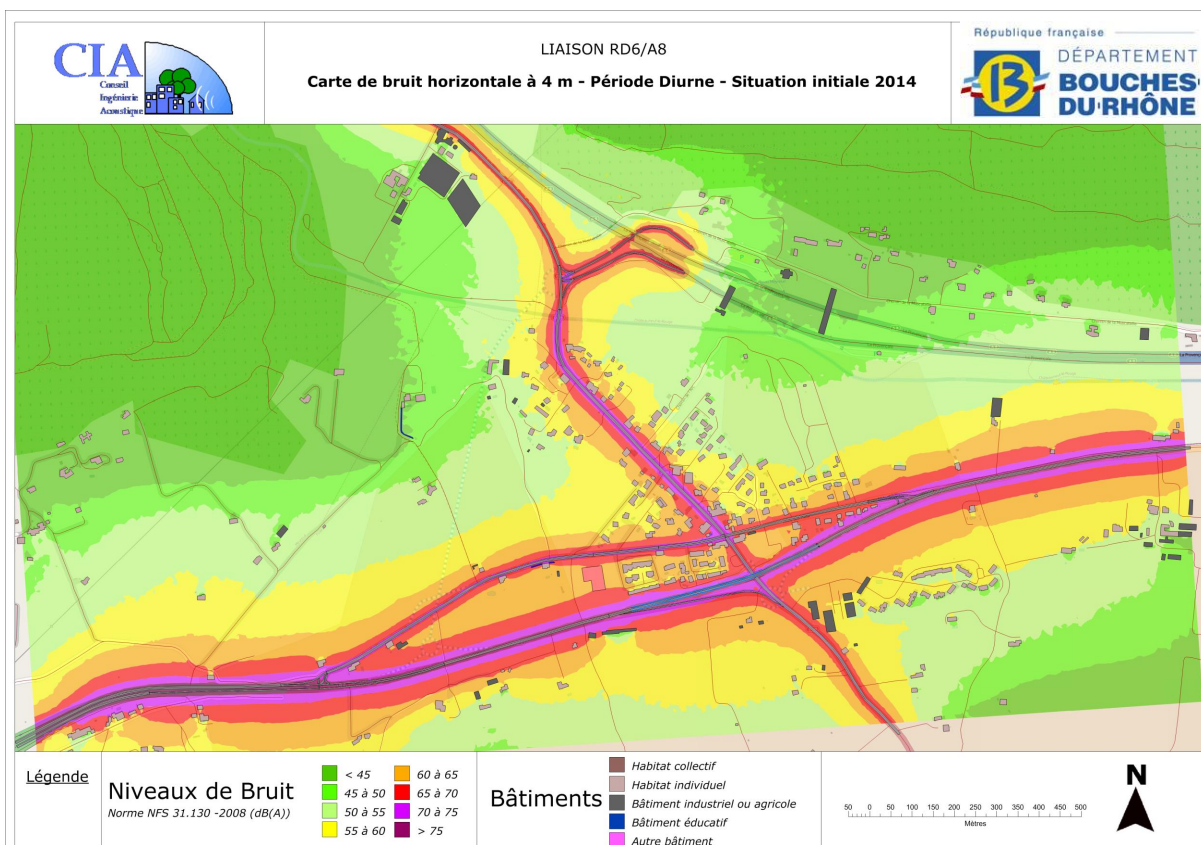 CIA
Conseil
Ingénierie
Acoustique
LIAISON RD6/A8
Carte de bruit horizontale à 4 m - Période Diurne - Situation initiale 2014
République française
13
DÉPARTEMENT
BOUCHES
DU RHÔNE
Légende
Niveaux de Bruit
Norme NFS 31.130 -2008 (dB(A))
< 45
45 à 50
50 à 55
55 à 60
60 à 65
65 à 70
70 à 75
> 75
Bâtiments
Habitat collectif
Habitat individuel
Bâtiment industriel ou agricole
Bâtiment éducatif
Autre bâtiment
50 0 50 100 150 200 250 300 350 400 450 500
Mètres
N